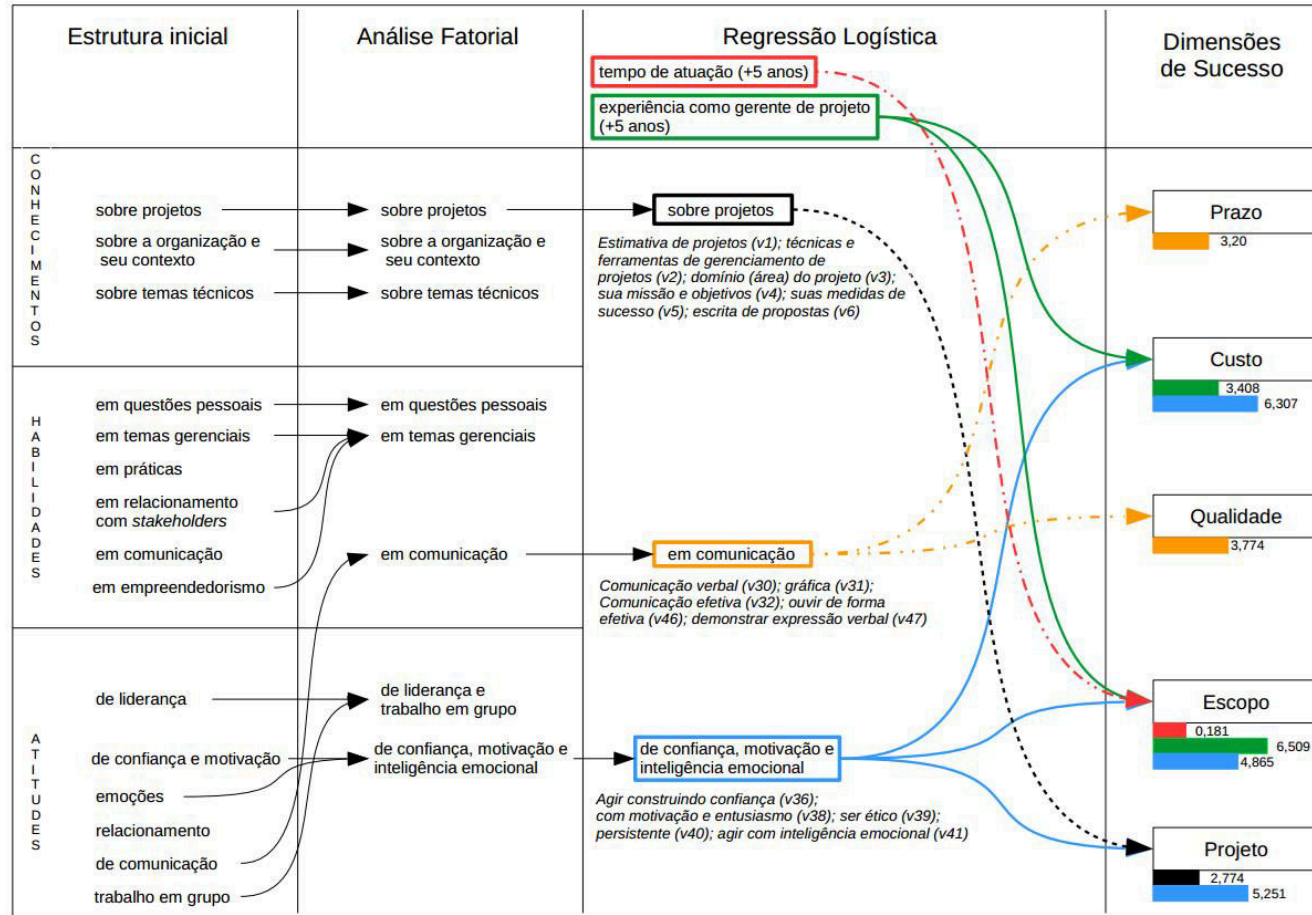 Estrutura inicial
Análise Fatorial
Regressão Logística
Dimensões
de Sucesso
tempo de atuação (+5 anos)
experiência como gerente de projeto
(+5 anos)
CONHECIMENTOS
sobre projetos
sobre a organização e
seu contexto
sobre temas técnicos
sobre projetos
sobre a organização e
seu contexto
sobre temas técnicos
sobre projetos
Estimativa de projetos (v1); técnicas e
ferramentas de gerenciamento de
projetos (v2); domínio (área) do projeto (v3);
sua missão e objetivos (v4); suas medidas de
sucesso (v5); escrita de propostas (v6)
Prazo
3,20
Custo
3,408
6,307
HABILIDADES
em questões pessoais
em temas gerenciais
em práticas
em relacionamento
com stakeholders
em comunicação
em empreendedorismo
em questões pessoais
em temas gerenciais
em comunicação
em comunicação
Comunicação verbal (v30); gráfica (v31);
Comunicação efetiva (v32); ouvir de forma
efetiva (v46); demonstrar expressão verbal (v47)
Qualidade
3,774
ATITUDES
de liderança
de confiança e motivação
emoções
relacionamento
de comunicação
trabalho em grupo
de liderança e
trabalho em grupo
de confiança, motivação e
inteligência emocional
de confiança, motivação e
inteligência emocional
Agir construindo confiança (v36);
com motivação e entusiasmo (v38); ser ético (v39);
persistente (v40); agir com inteligência emocional (v41)
Escopo
0,181
6,509
4,865
Projeto
2,774
5,251